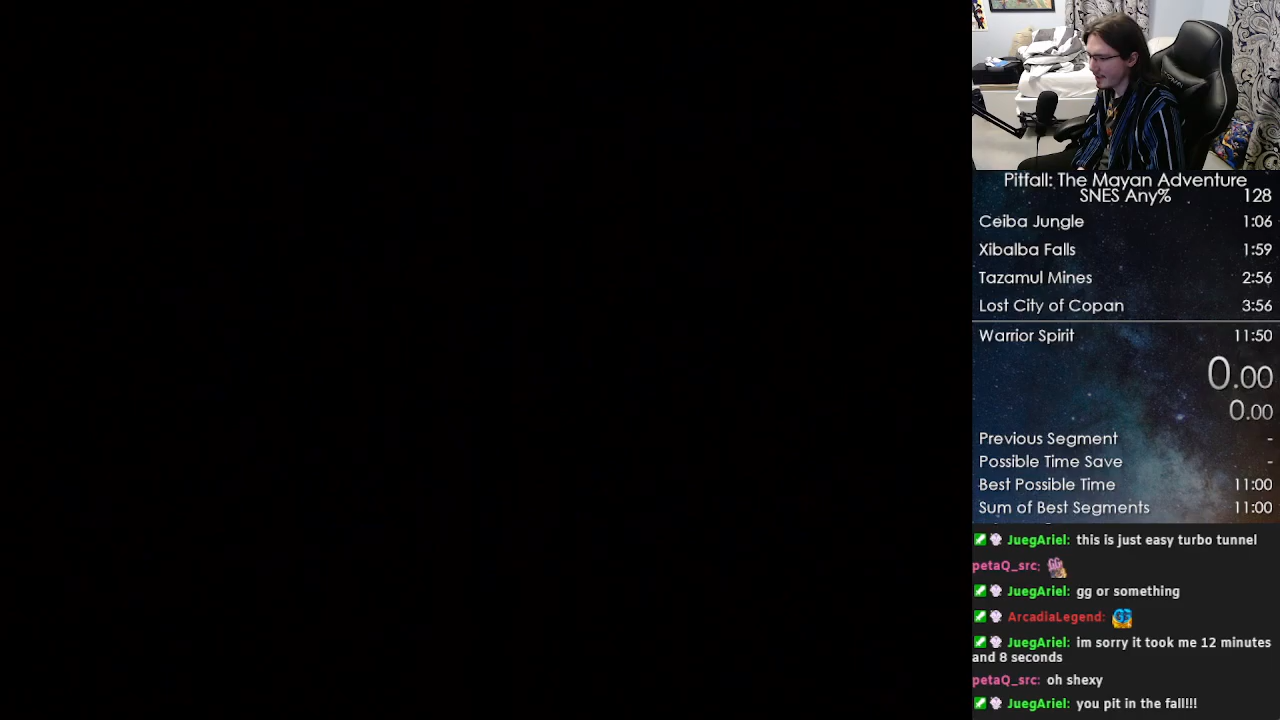 Pitfall: The Mayan Adventure
SNES Any% 128
Ceiba Jungle 1:06
Xibalba Falls 1:59
Tazamul Mines 2:56
Lost City of Copan 3:56
Warrior Spirit 11:50
0.00
0.00
Previous Segment -
Possible Time Save -
Best Possible Time 11:00
Sum of Best Segments 11:00
JuegAriel: this is just easy turbo tunnel
petaQ_src:
JuegAriel: gg or something
ArcadiaLegend:
JuegAriel: im sorry it took me 12 minutes
and 8 seconds
petaQ_src: oh shexy
JuegAriel: you pit in the fall!!!